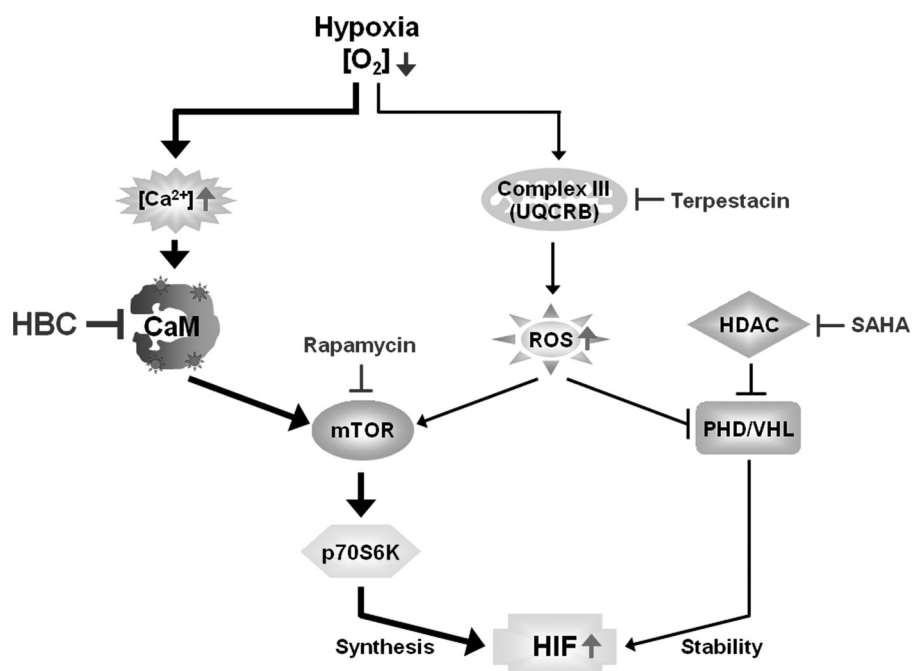 Hypoxia
[O₂]
[Ca²⁺]
Complex III
(UQCRB)
Terpestacin
HBC
CaM
ROS
HDAC
SAHA
Rapamycin
mTOR
PHD/VHL
p70S6K
Synthesis
HIF
Stability